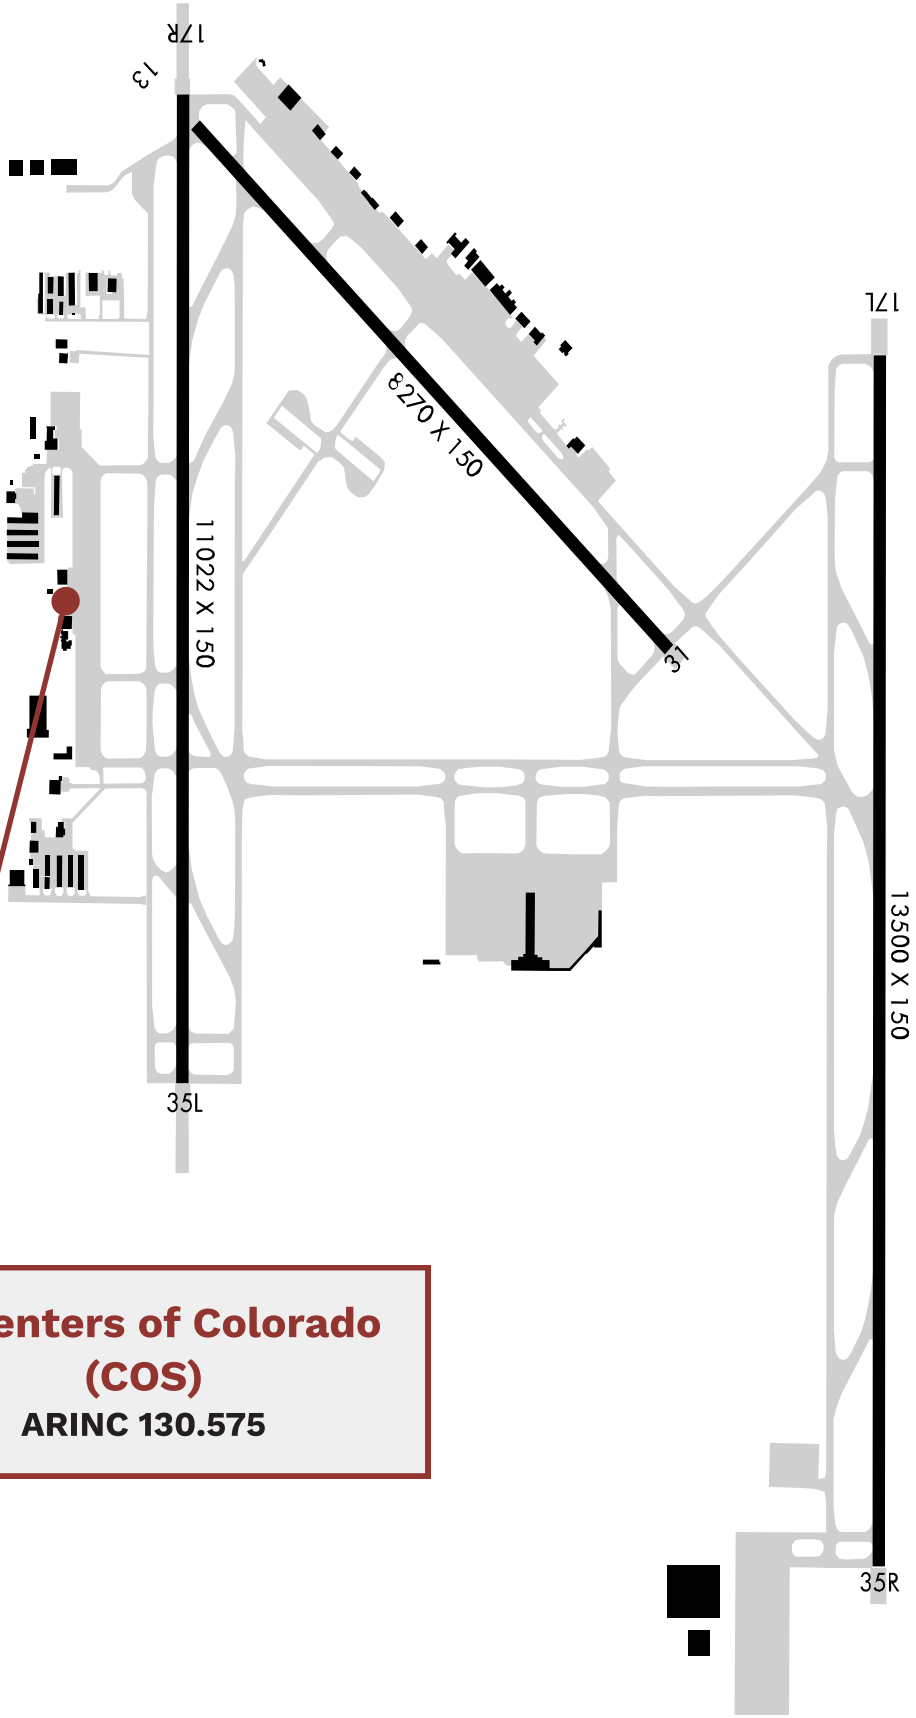 17R
13
17L
8270 X 150
11022 X 150
31
13500 X 150
35L
enters of Colorado
(COS)
ARINC 130.575
35R